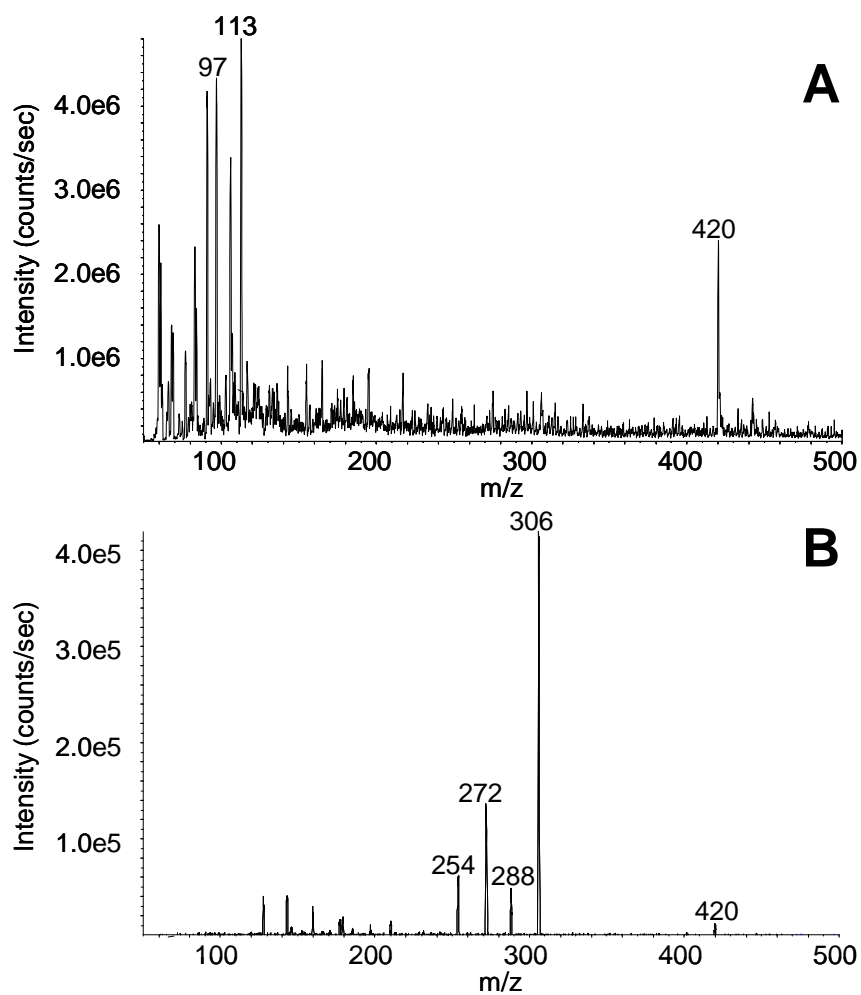 113
97
A
4.0e6
3.0e6
420
2.0e6
1.0e6
Intensity (counts/sec)
100 200 300 400 500
m/z
306
B
4.0e5
3.0e5
2.0e5
272
1.0e5
254
288
420
Intensity (counts/sec)
100 200 300 400 500
m/z